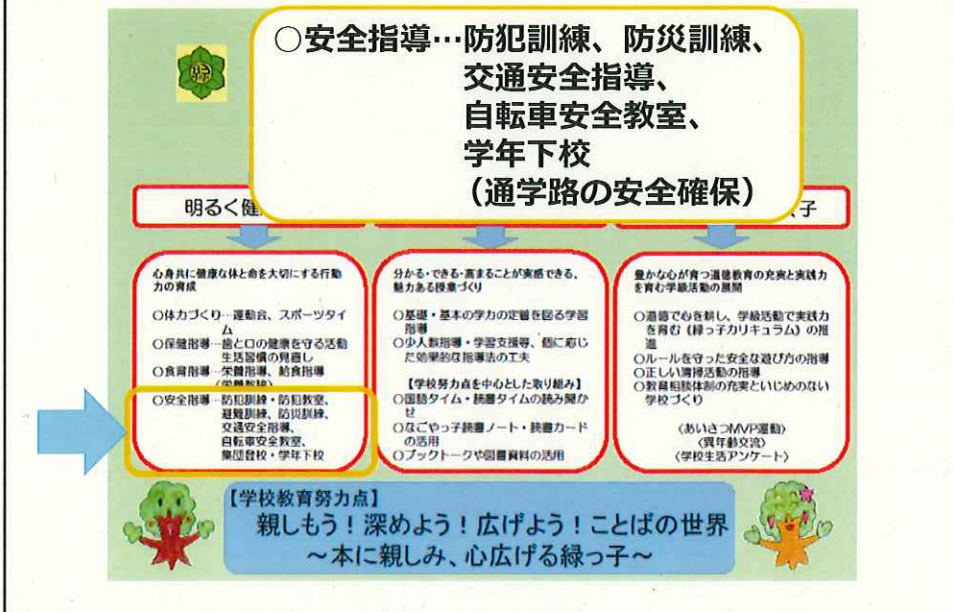 ○安全指導…防犯訓練、防災訓練、
交通安全指導、
自転車安全教室、
学年下校
（通学路の安全確保）
明るく健
子
心身共に健康な体と命を大切にする行動
力の育成
○体力づくり…運動会、スポーツタイ
ム
○保健指導…歯と口の健康を守る活動
生活習慣の見直し
○食育指導…栄養指導、給食指導
（栄養教諭）
○安全指導…防犯訓練・防犯教室、
避難訓練、防災訓練、
交通安全指導、
自転車安全教室、
集団登校・学年下校
分かる・できる・高まることが実感できる、
魅力ある授業づくり
○基礎・基本の学力の定着を図る学習
指導
○少人数指導・学習支援等、個に応じ
た効果的な指導法の工夫
【学校努力点を中心とした取り組み】
○国語タイム・読書タイムの読み聞か
せ
○なごやっ子読書ノート・読書カード
の活用
○ブックトークや図書資料の活用
豊かな心が育つ道徳教育の充実と実践力
を育む学級活動の展開
○道徳で心を耕し、学級活動で実践力
を育む《緑っ子カリキュラム》の推
進
○ルールを守った安全な遊び方の指導
○正しい清掃活動の指導
○教育相談体制の充実といじめのない
学校づくり
〈あいさつMVP運動〉
〈異年齢交流〉
〈学校生活アンケート〉
【学校教育努力点】
親しもう！深めよう！広げよう！ことばの世界
～本に親しみ、心広げる緑っ子～